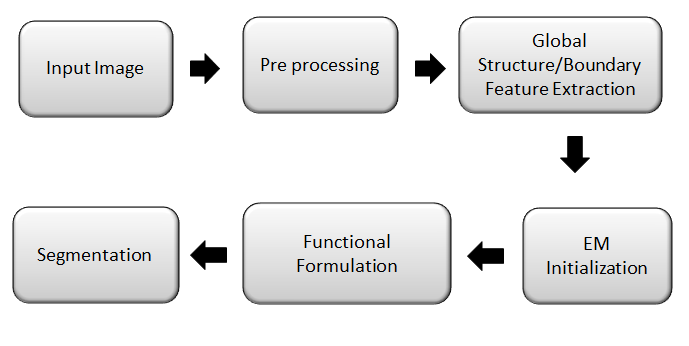 Input Image
Pre processing
Global
Structure/Boundary
Feature Extraction
EM
Initialization
Functional
Formulation
Segmentation